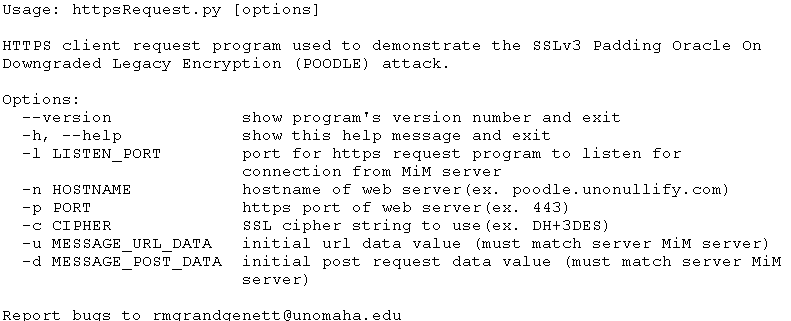 Usage: httpsRequest.py [options]
HTTPS client request program used to demonstrate the SSLv3 Padding Oracle On
Downgraded Legacy Encryption (POODLE) attack.
Options:
--version show program's version number and exit
-h, --help show this help message and exit
-l LISTEN_PORT port for https request program to listen for
connection from MiM server
-n HOSTNAME hostname of web server(ex. poodle.unonullify.com)
-p PORT https port of web server(ex. 443)
-c CIPHER SSL cipher string to use(ex. DH+3DES)
-u MESSAGE_URL_DATA initial url data value (must match server MiM server)
-d MESSAGE_POST_DATA initial post request data value (must match server MiM
server)
Report bugs to rmgrandgenett@unomaha.edu